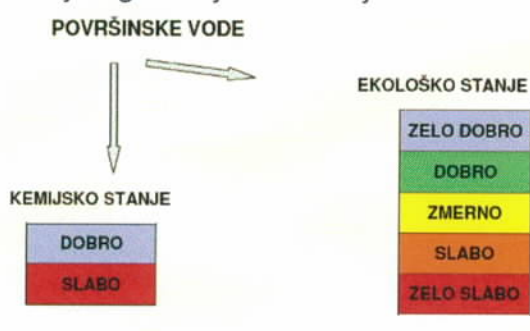 POVRŠINSKE VODE
EKOLOŠKO STANJE
ZELO DOBRO
DOBRO
ZMERNO
SLABO
ZELO SLABO
KEMIJSKO STANJE
DOBRO
SLABO